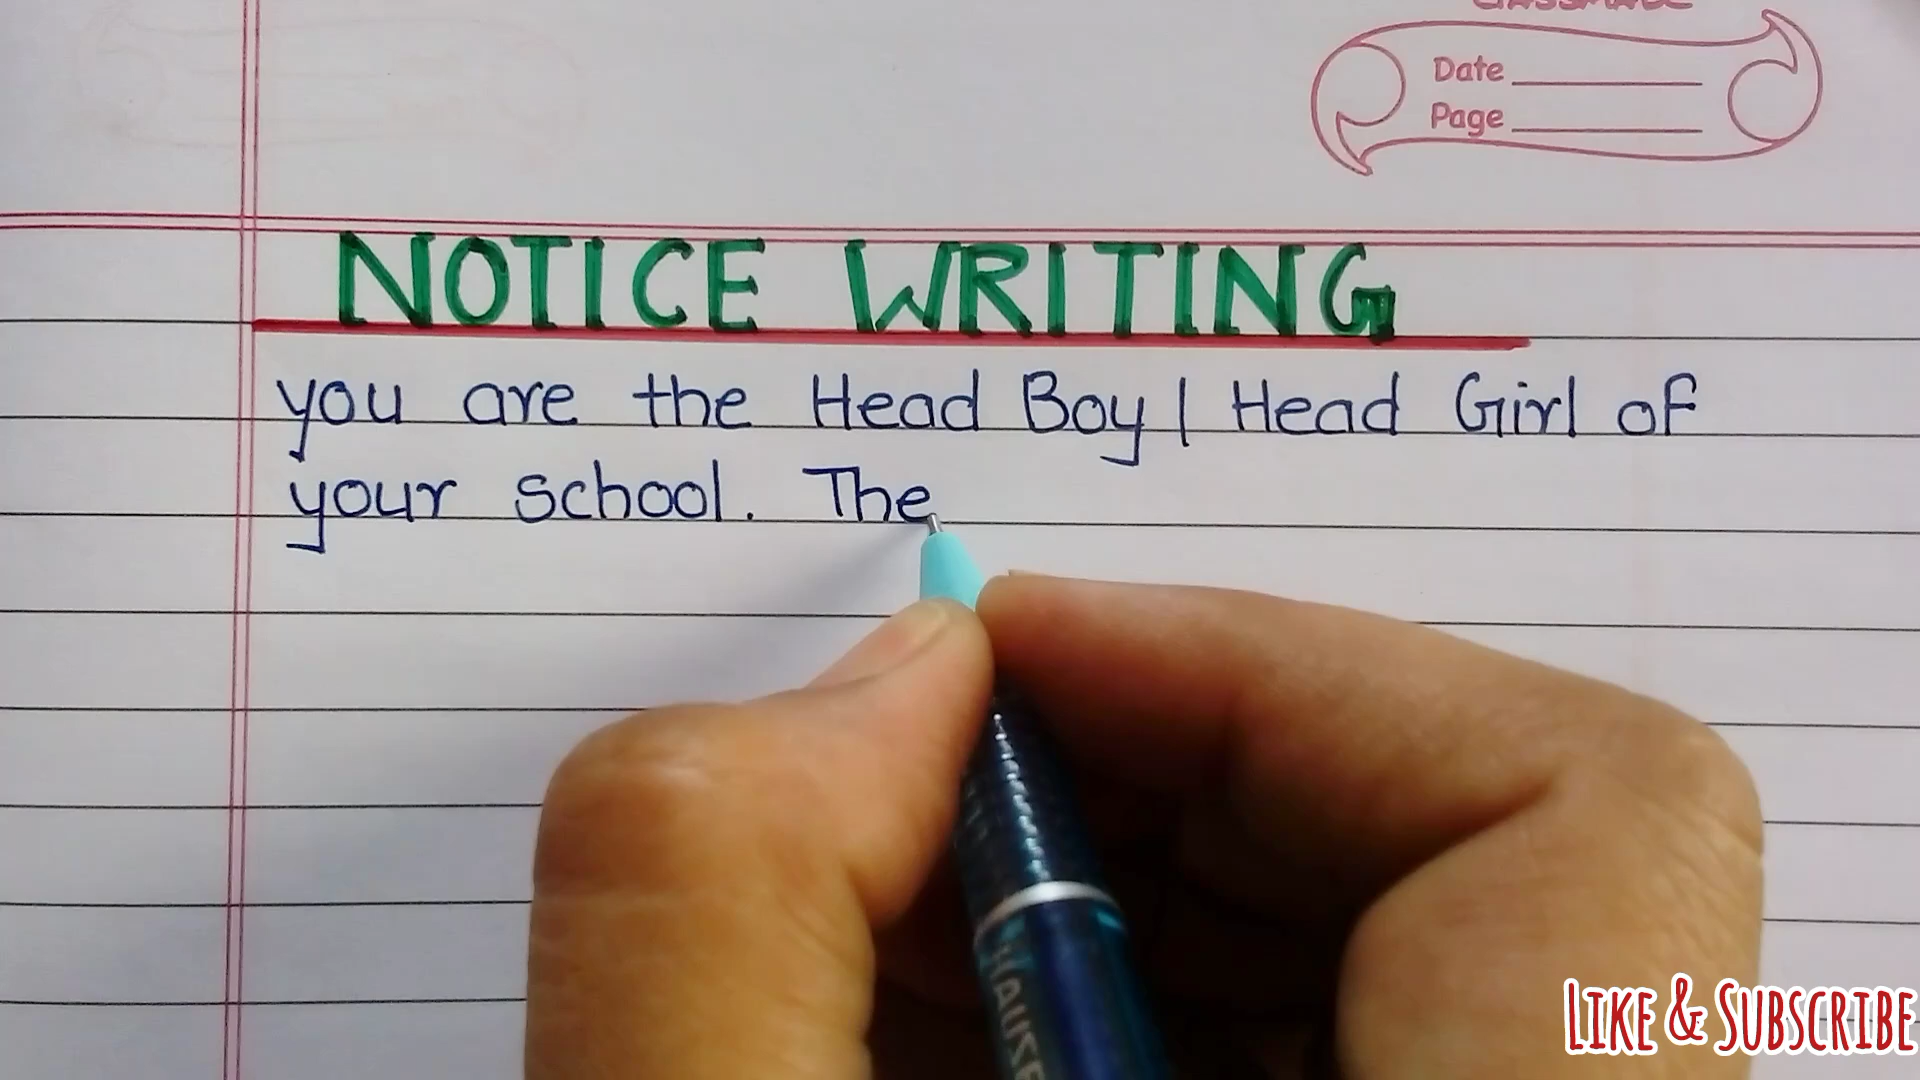 Date
Page
NOTICE WRITING
you are the Head Boy | Head Girl of
your school. The
LIKE & SUBSCRIBE